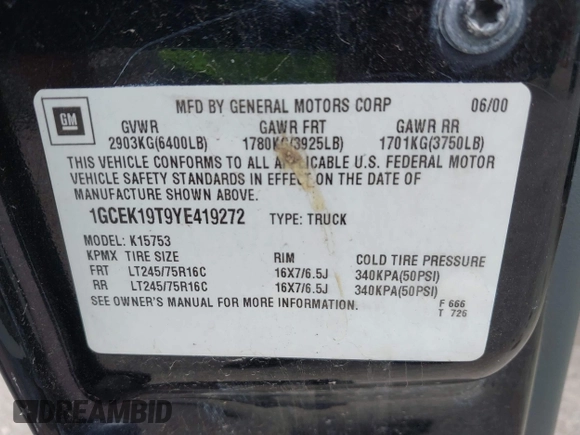 GM
MFD BY GENERAL MOTORS CORP 06/00
GVWR GAWR FRT GAWR RR
2903KG(6400LB) 1780KG(3925LB) 1701KG(3750LB)
THIS VEHICLE CONFORMS TO ALL APPLICABLE U.S. FEDERAL MOTOR
VEHICLE SAFETY STANDARDS IN EFFECT ON THE DATE OF
MANUFACTURE SHOWN ABOVE.
1GCEK19T9YE419272 TYPE: TRUCK
MODEL: K15753
KPMX TIRE SIZE RIM COLD TIRE PRESSURE
FRT LT245/75R16C 16X7/6.5J 340KPA(50PSI)
RR LT245/75R16C 16X7/6.5J 340KPA(50PSI)
SEE OWNER'S MANUAL FOR MORE INFORMATION. F 666
T 726
DREAMBID